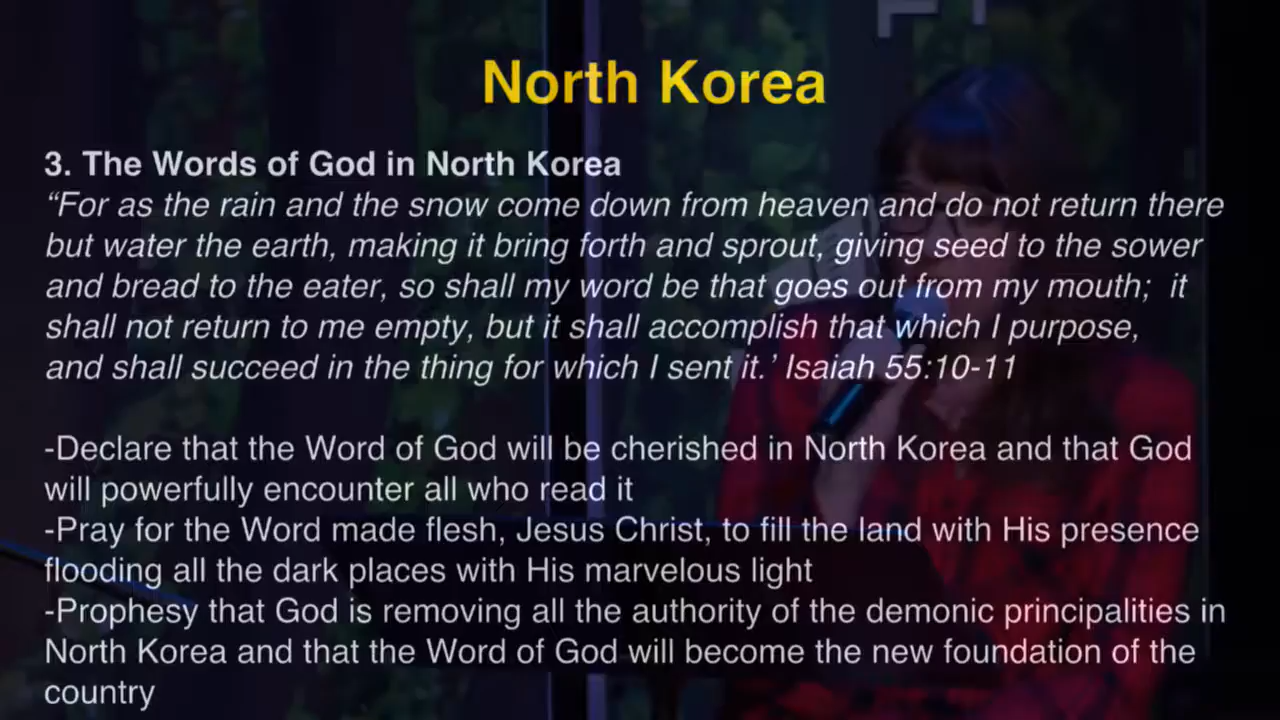 North Korea
3. The Words of God in North Korea
“For as the rain and the snow come down from heaven and do not return there
but water the earth, making it bring forth and sprout, giving seed to the sower
and bread to the eater, so shall my word be that goes out from my mouth;  it
shall not return to me empty, but it shall accomplish that which I purpose,
and shall succeed in the thing for which I sent it.’ Isaiah 55:10-11
-Declare that the Word of God will be cherished in North Korea and that God
will powerfully encounter all who read it
-Pray for the Word made flesh, Jesus Christ, to fill the land with His presence
flooding all the dark places with His marvelous light
-Prophesy that God is removing all the authority of the demonic principalities in
North Korea and that the Word of God will become the new foundation of the
country